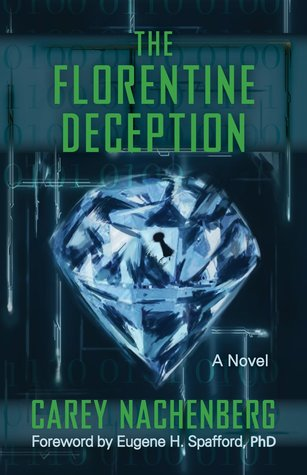 THE
FLORENTINE
DECEPTION
A Novel
CAREY NACHENBERG
Foreword by Eugene H. Spafford, PhD